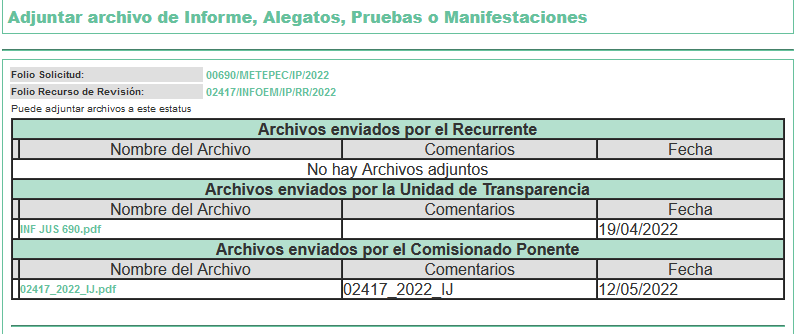 Adjuntar archivo de Informe, Alegatos, Pruebas o Manifestaciones
Folio Solicitud: 00690/METEPEC/IP/2022
Folio Recurso de Revisión: 02417/INFOEM/IP/RR/2022
Puede adjuntar archivos a este estatus
Archivos enviados por el Recurrente
Nombre del Archivo Comentarios Fecha
No hay Archivos adjuntos
Archivos enviados por la Unidad de Transparencia
Nombre del Archivo Comentarios Fecha
INF JUS 690.pdf 19/04/2022
Archivos enviados por el Comisionado Ponente
Nombre del Archivo Comentarios Fecha
02417_2022_IJ.pdf 02417_2022_IJ 12/05/2022